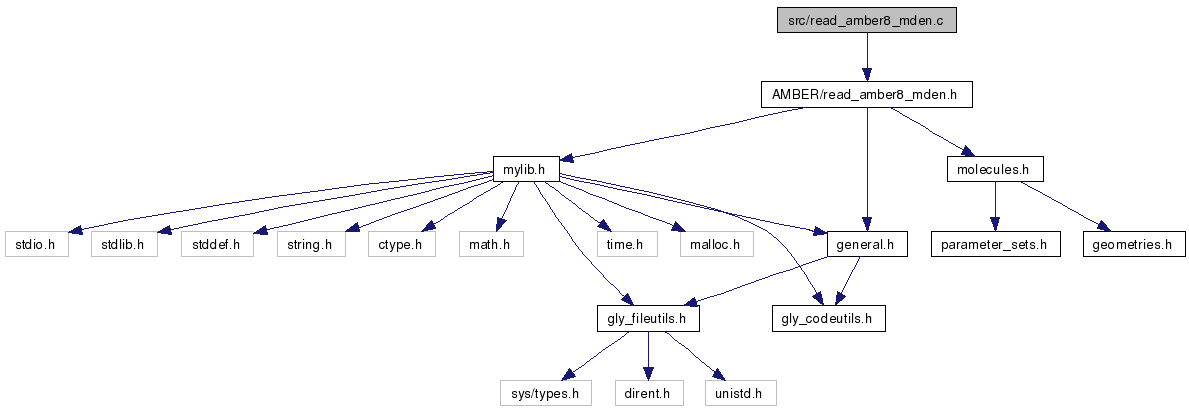 src/read_amber8_mden.c
AMBER/read_amber8_mden.h
mylib.h
molecules.h
stdio.h
stdlib.h
stddef.h
string.h
ctype.h
math.h
time.h
malloc.h
general.h
parameter_sets.h
geometries.h
gly_fileutils.h
gly_codeutils.h
sys/types.h
dirent.h
unistd.h